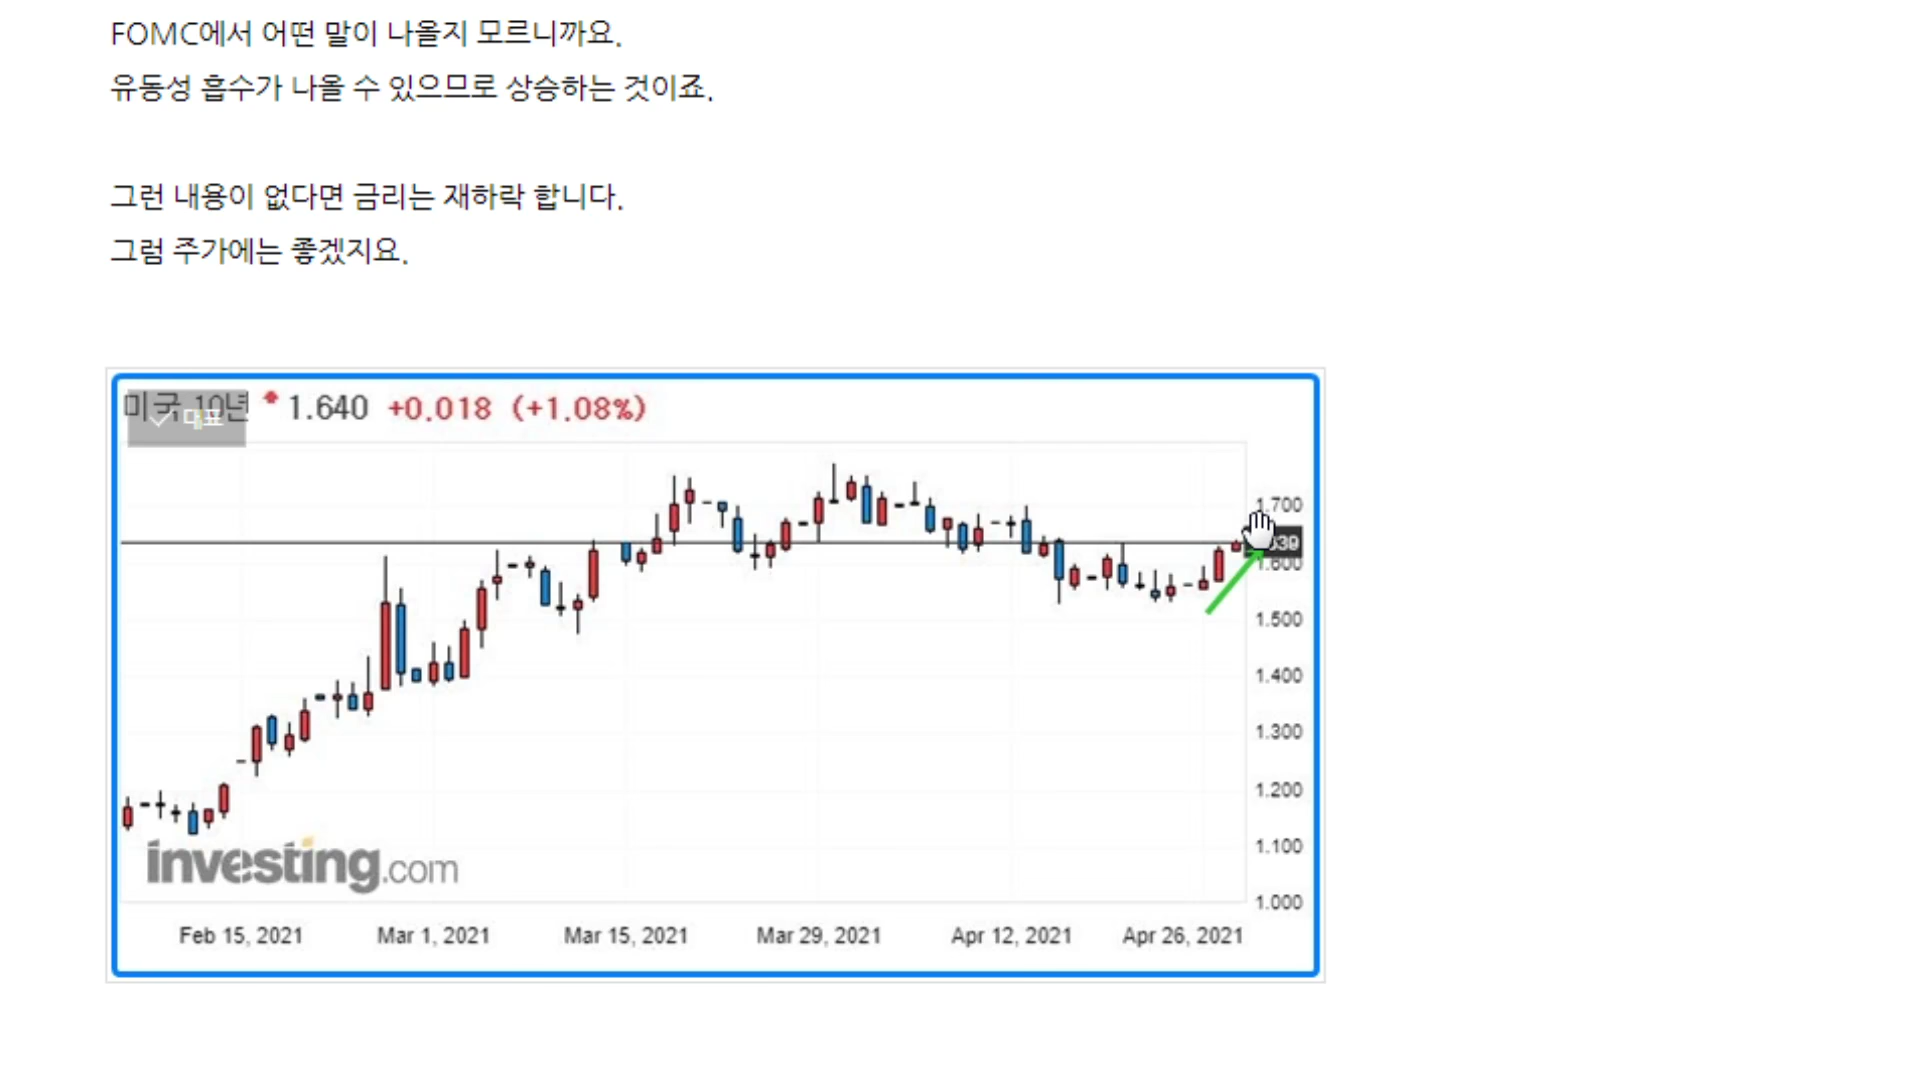 FOMC에서 어떤 말이 나올지 모르니까요.
유동성 흡수가 나올 수 있으므로 상승하는 것이죠.
그런 내용이 없다면 금리는 재하락 합니다.
그럼 주가에는 좋겠지요.
미국 10년 1.640 +0.018 (+1.08%)
대표
1.700
1.600
1.500
1.400
1.300
1.200
1.100
1.000
investing.com
Feb 15, 2021 Mar 1, 2021 Mar 15, 2021 Mar 29, 2021 Apr 12, 2021 Apr 26, 2021